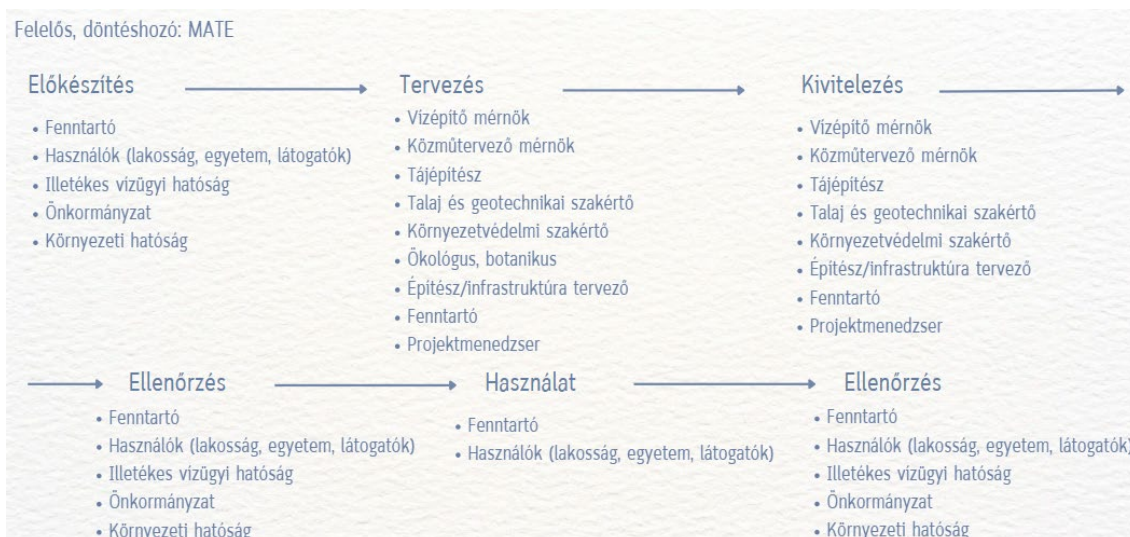 Felelős, döntéshozó: MATE
Előkészítés
• Fenntartó
• Használók (lakosság, egyetem, látogatók)
• Illetékes vízügyi hatóság
• Önkormányzat
• Környezeti hatóság
Tervezés
• Vízépítő mérnök
• Közműtervező mérnök
• Tájépítész
• Talaj és geotechnikai szakértő
• Környezetvédelmi szakértő
• Ökológus, botanikus
• Építész/infrastruktúra tervező
• Fenntartó
• Projektmenedzser
Kivitelezés
• Vízépítő mérnök
• Közműtervező mérnök
• Tájépítész
• Talaj és geotechnikai szakértő
• Környezetvédelmi szakértő
• Építész/infrastruktúra tervező
• Fenntartó
• Projektmenedzser
Ellenőrzés
• Fenntartó
• Használók (lakosság, egyetem, látogatók)
• Illetékes vízügyi hatóság
• Önkormányzat
• Környezeti hatóság
Használat
• Fenntartó
• Használók (lakosság, egyetem, látogatók)
Ellenőrzés
• Fenntartó
• Használók (lakosság, egyetem, látogatók)
• Illetékes vízügyi hatóság
• Önkormányzat
• Környezeti hatóság